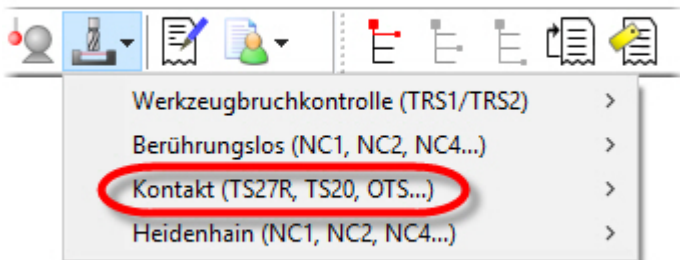 Werkzeugbruchkontrolle (TRS1/TRS2)
Berührungslos (NC1, NC2, NC4...)
Kontakt (TS27R, TS20, OTS...)
Heidenhain (NC1, NC2, NC4...)